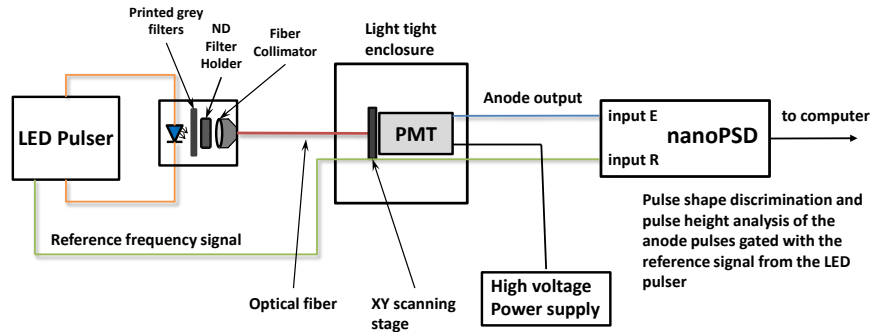 Printed grey
filters
ND
Filter
Holder
Fiber
Collimator
Light tight
enclosure
LED Pulser
PMT
Anode output
input E
nanoPSD
input R
to computer
Reference frequency signal
Optical fiber
XY scanning
stage
High voltage
Power supply
Pulse shape discrimination and
pulse height analysis of the
anode pulses gated with the
reference signal from the LED
pulser